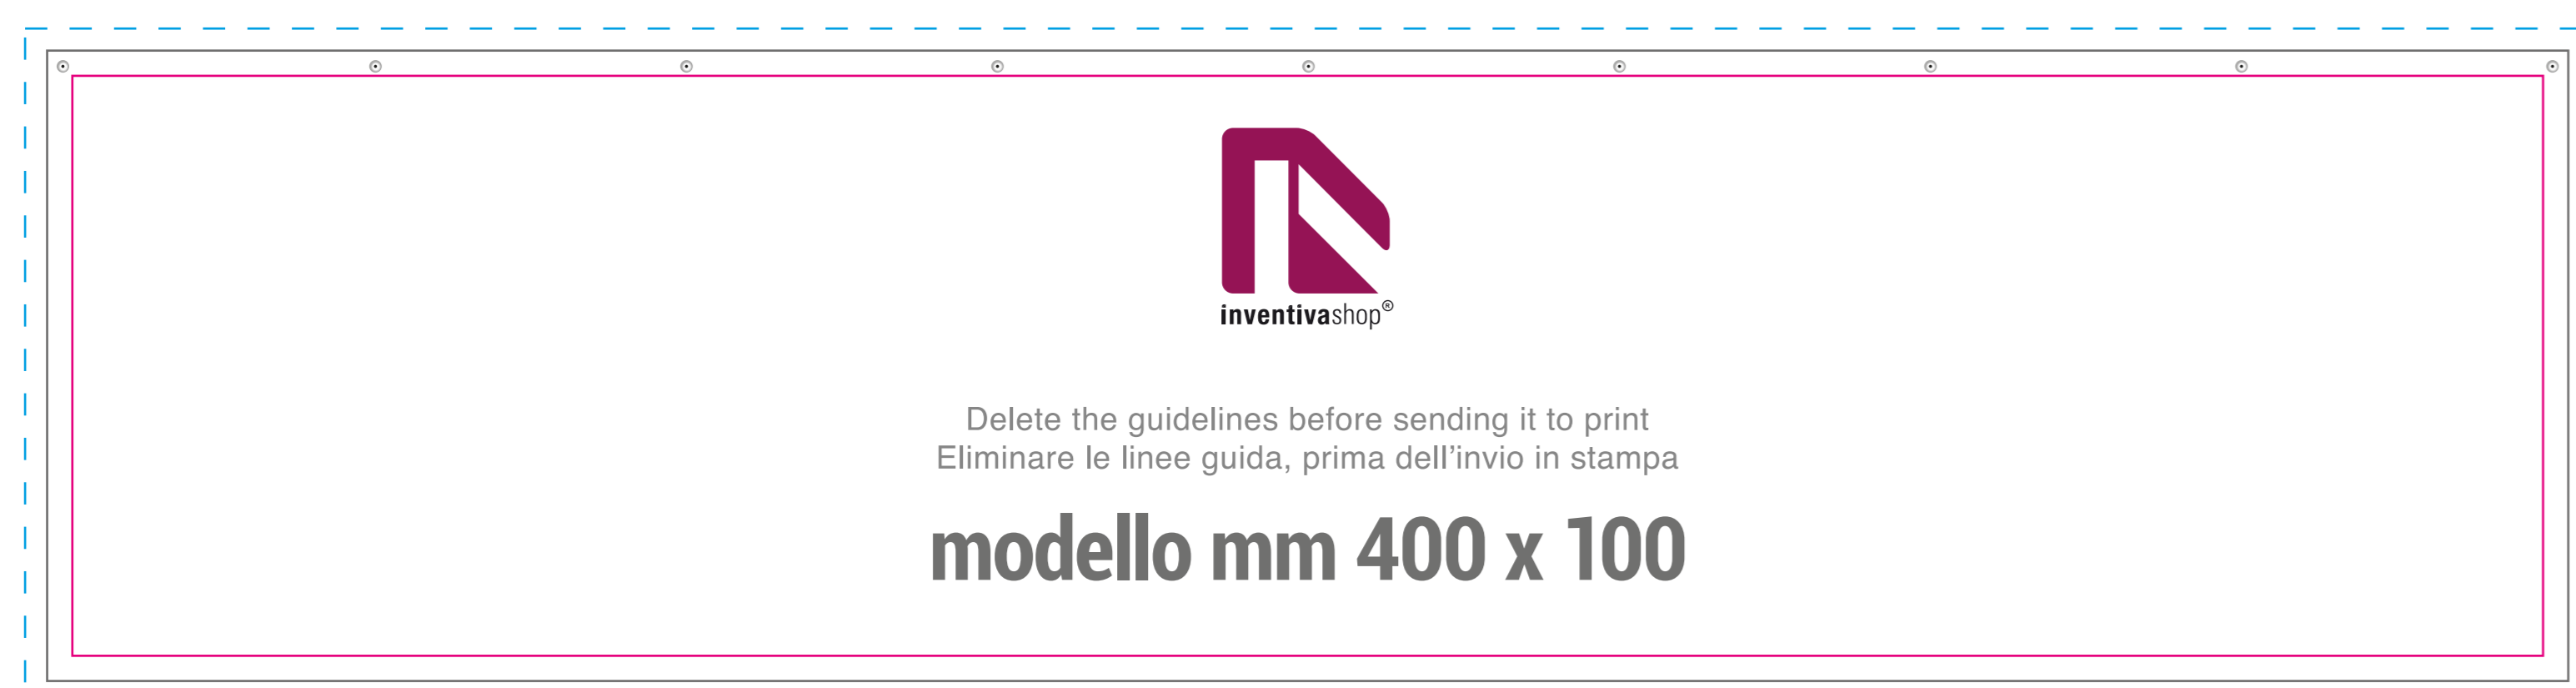 inventivashop®
Delete the guidelines before sending it to print
Eliminare le linee guida, prima dell'invio in stampa
modello mm 400 x 100